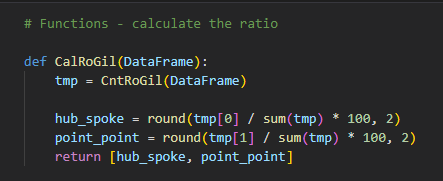 # Functions - calculate the ratio
def CalRoGil(DataFrame):
    tmp = CntRoGil(DataFrame)
    hub_spoke = round(tmp[0] / sum(tmp) * 100, 2)
    point_point = round(tmp[1] / sum(tmp) * 100, 2)
    return [hub_spoke, point_point]